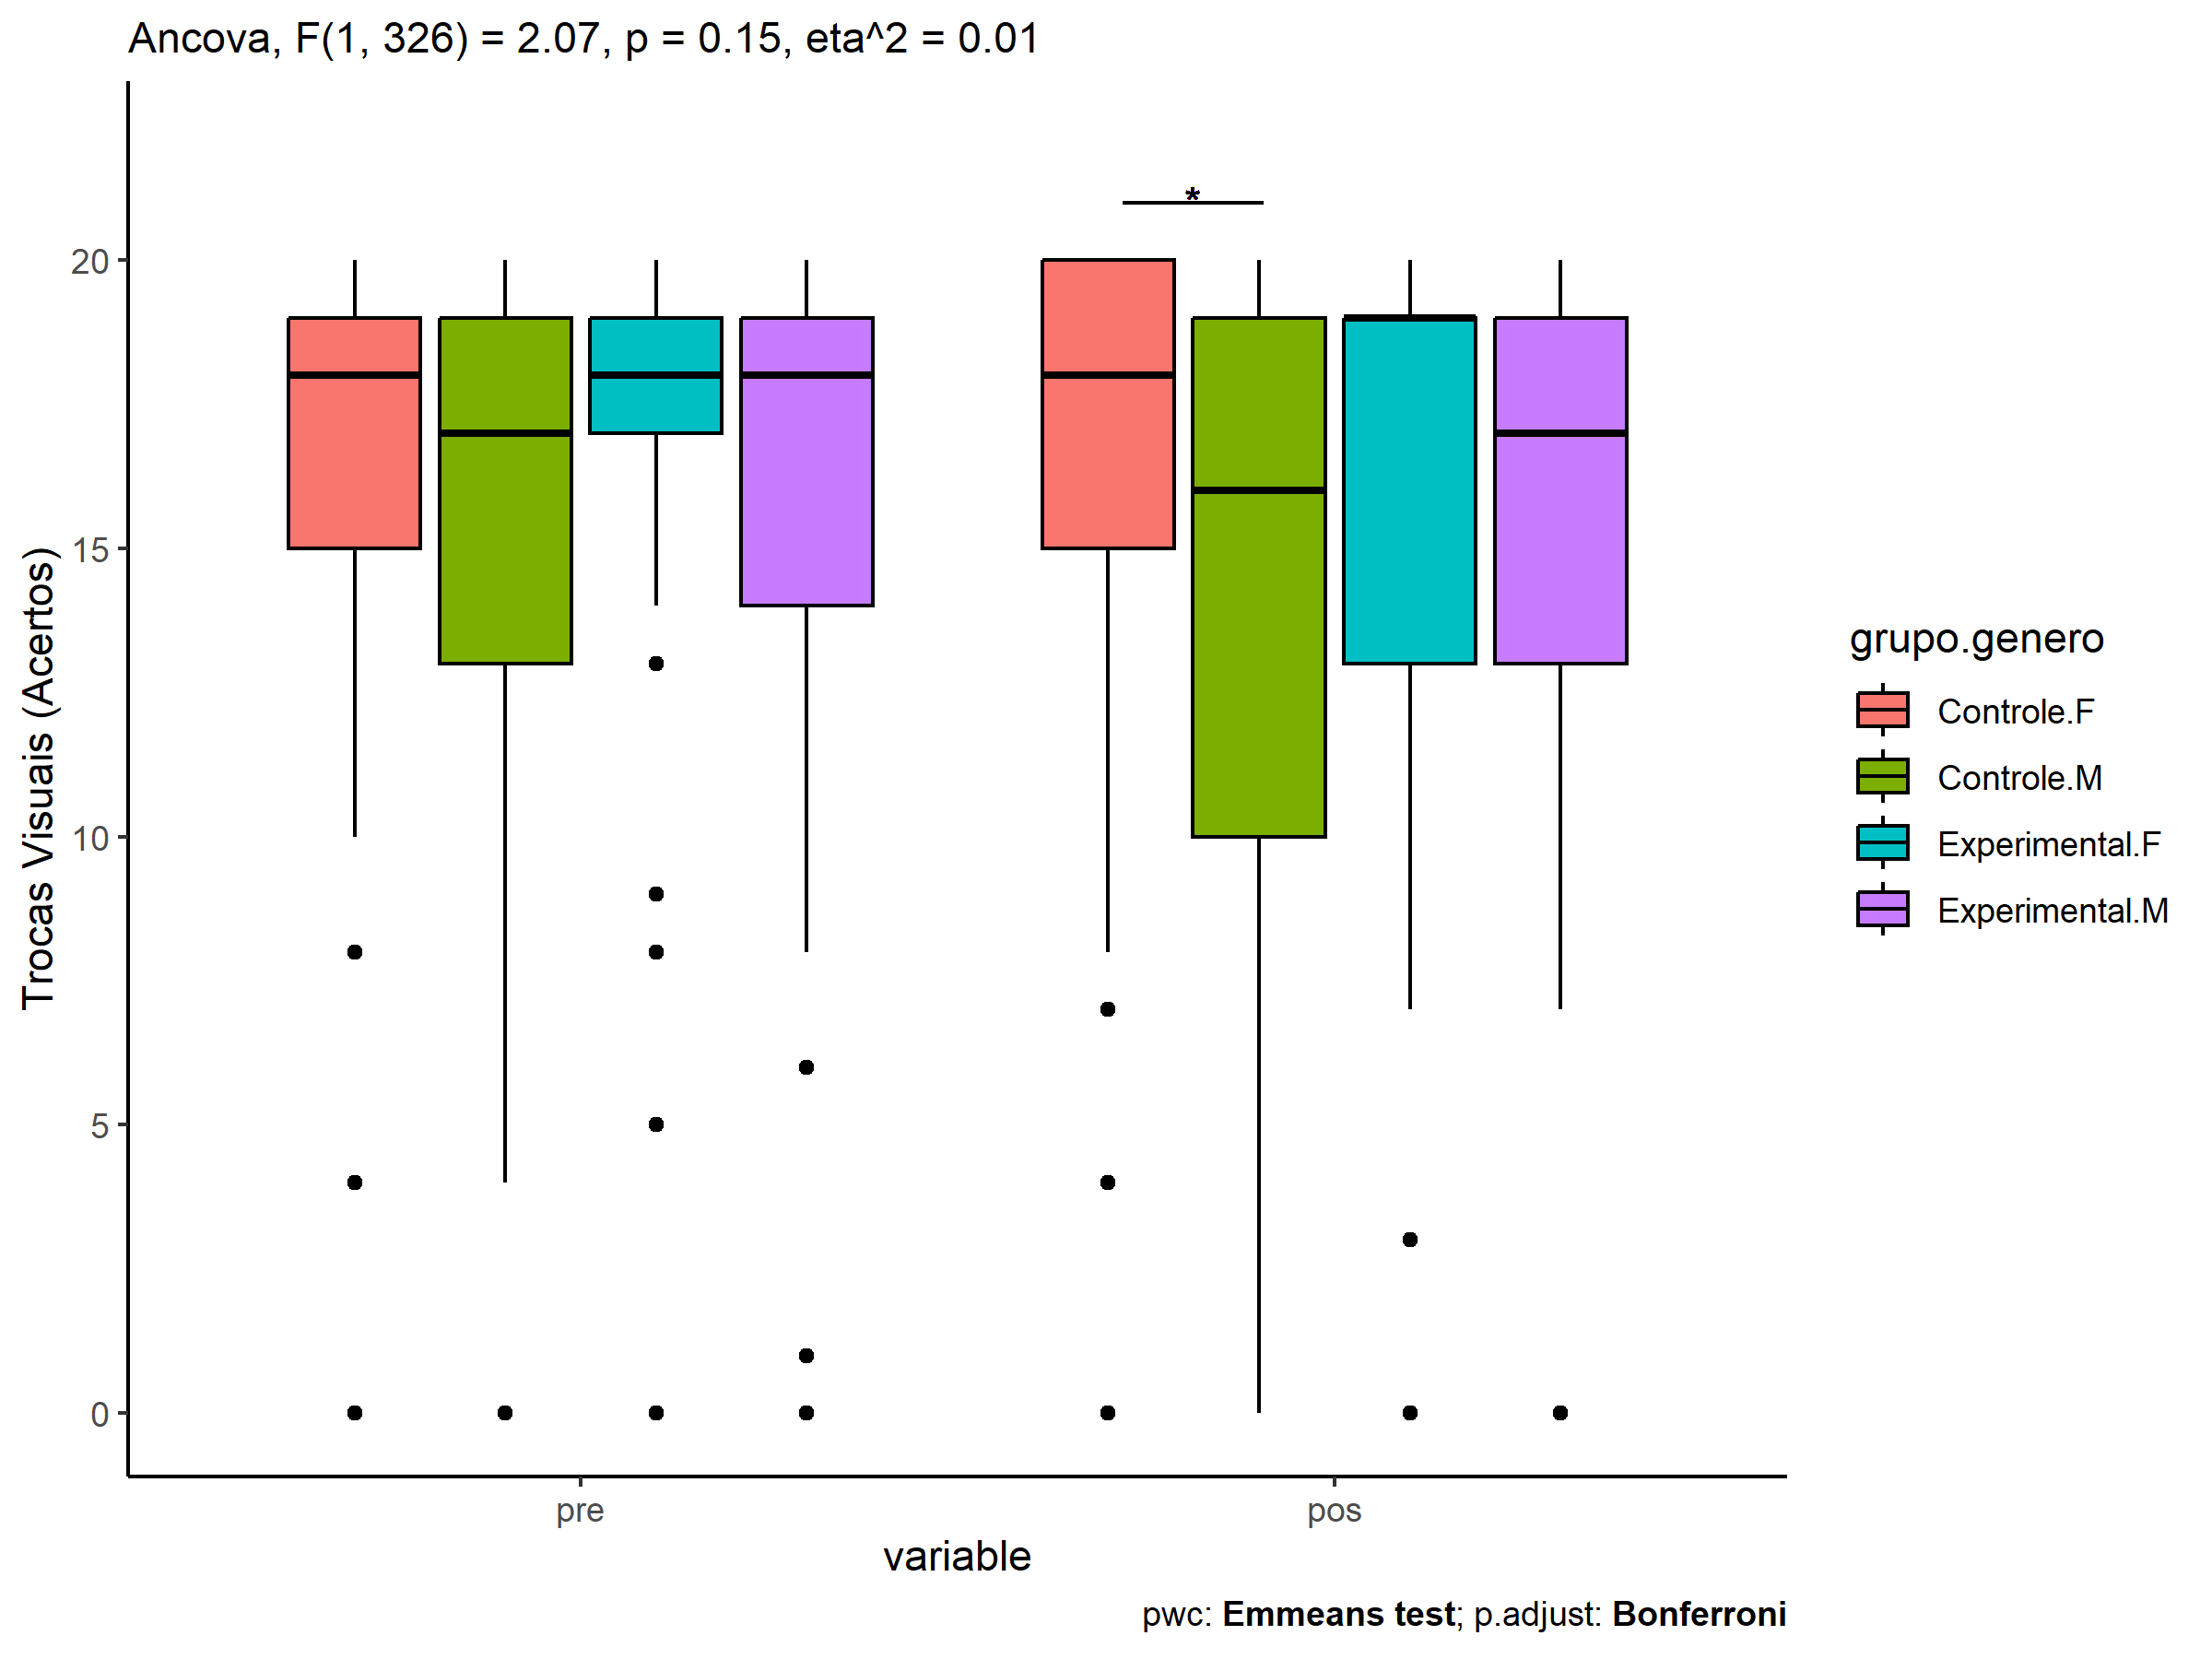 Ancova, F(1, 326) = 2.07, p = 0.15, eta^2 = 0.01
*
Trocas Visuais (Acertos)
20
15
10
5
0
pre
pos
variable
grupo.genero
Controle.F
Controle.M
Experimental.F
Experimental.M
pwc: Emmeans test; p.adjust: Bonferroni